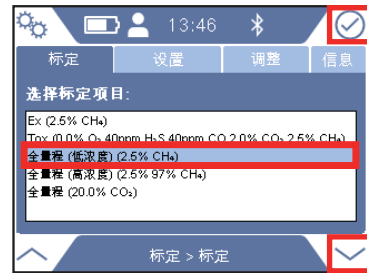 13:46
标定 设置 调整 信息
选择标定项目:
Ex (2.5% CH₄)
Tox (0.0% O₂ 40ppm H₂S 40ppm CO 2.0% CO₂ 2.5% CH₄)
全量程 (低浓度) (2.5% CH₄)
全量程 (高浓度) (2.5% 97% CH₄)
全量程 (20.0% CO₂)
标定 > 标定